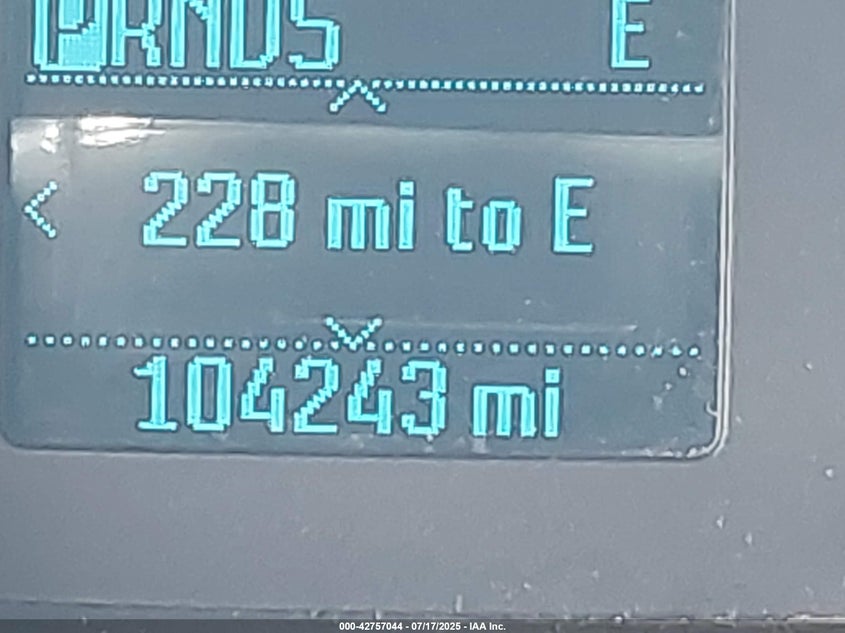 PRNDS E
< 228 mi to E
104243 mi
000-42757044 - 07/17/2025 - IAA Inc.